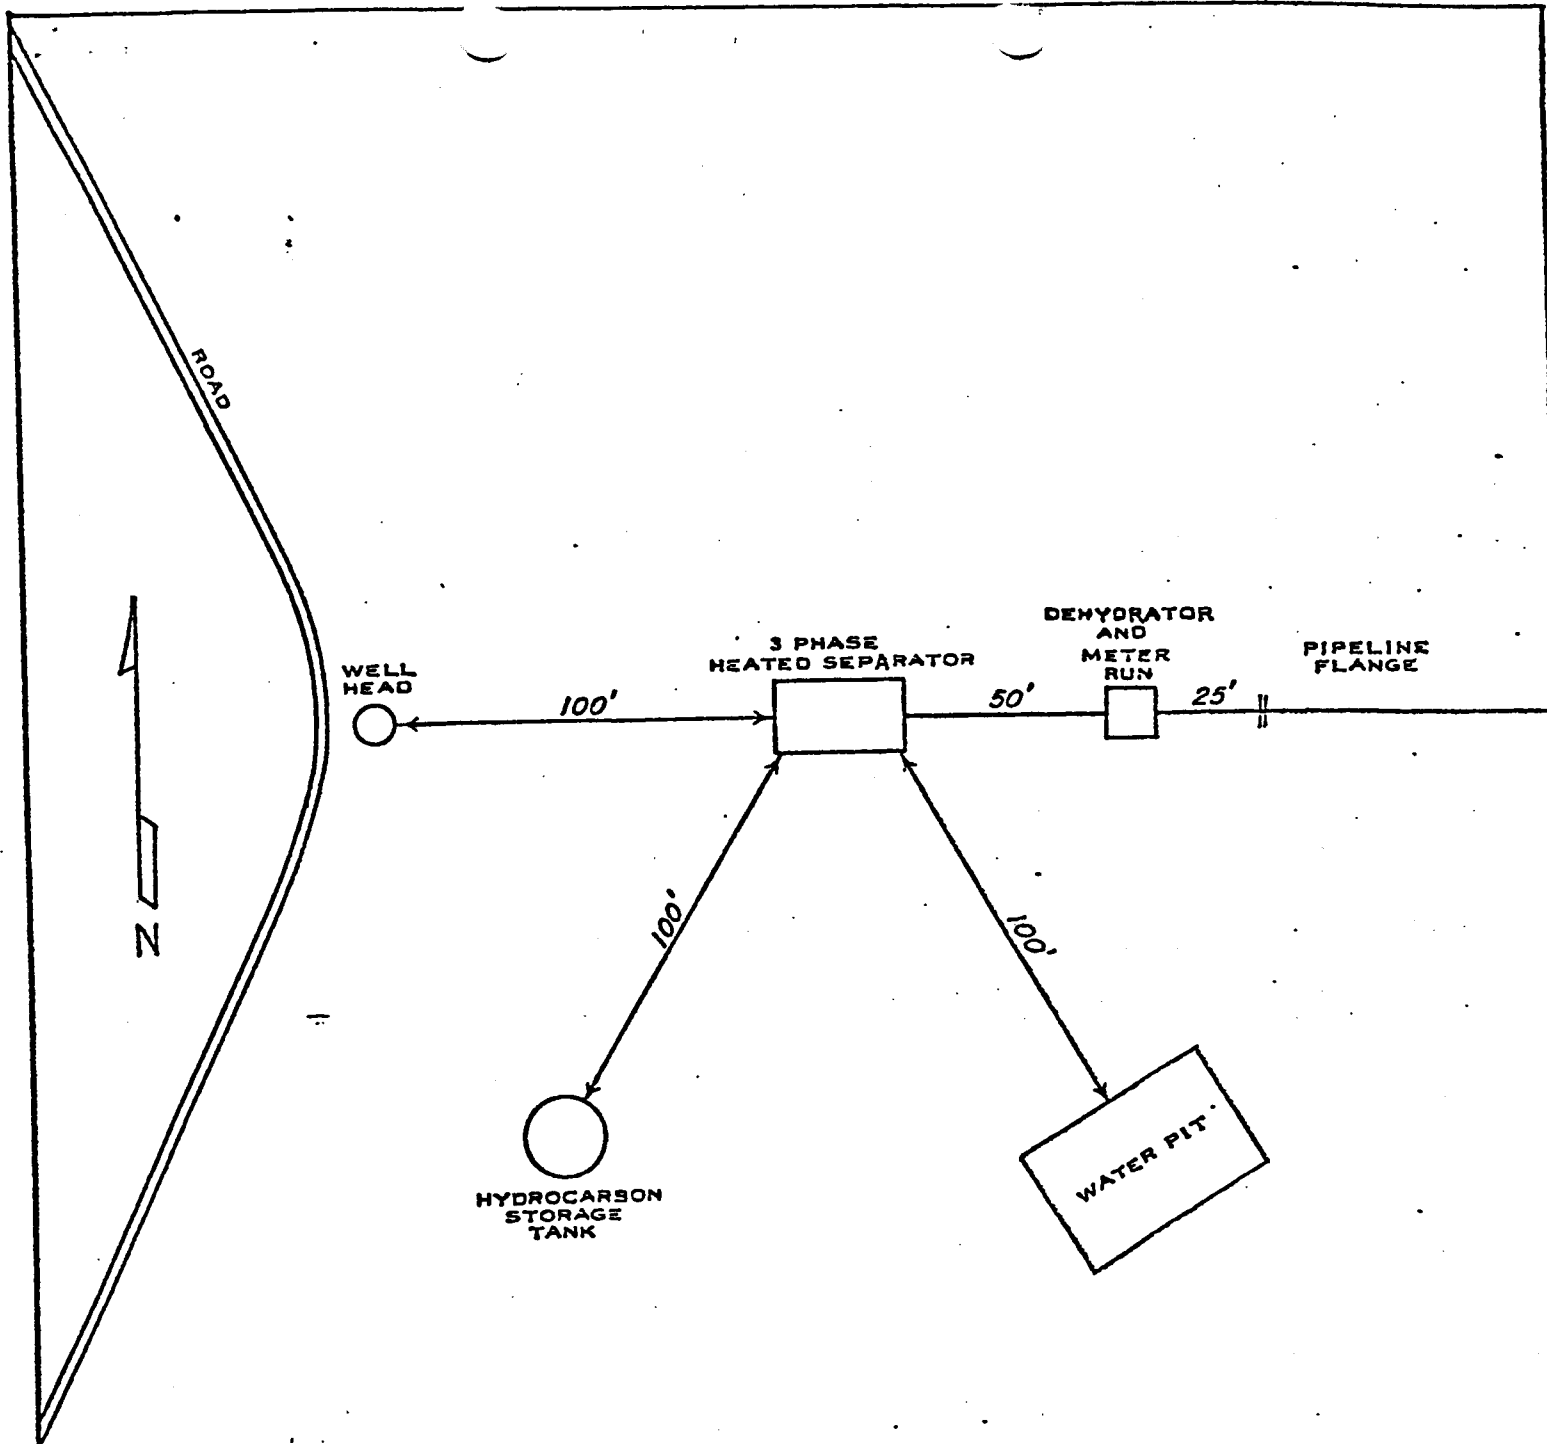 ROAD
WELL
HEAD
100'
3 PHASE
HEATED SEPARATOR
50'
DEHYDRATOR
AND
METER
RUN
25'
PIPELINE
FLANGE
N
100'
100'
HYDROCARBON
STORAGE
TANK
WATER PIT